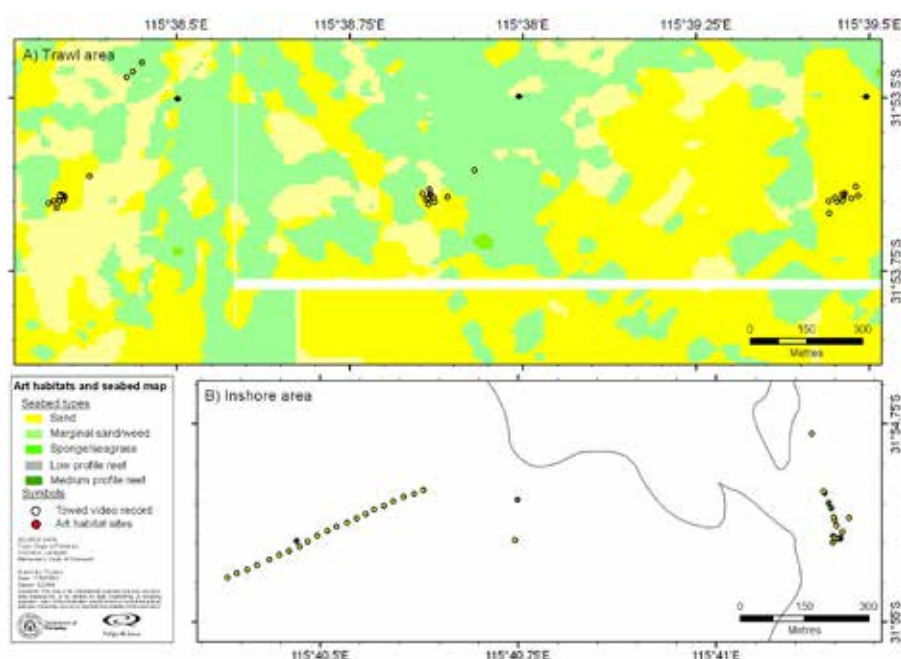 115°38.5'E 115°38.75'E 115°38'E 115°39.25'E 115°39.5'E
A) Trawl area
31°53.5'S
31°53.75'S
0 150 300
Metres
Art habitats and seabed map
Seabed types
Sand
Marginal sand/weed
Sponge/seagrass
Low profile reef
Medium profile reef
Symbols
Towed video record
Art habitat sites
B) Inshore area
31°54.75'S
31°55'S
0 150 300
Metres
115°40.5'E 115°40.75'E 115°41'E